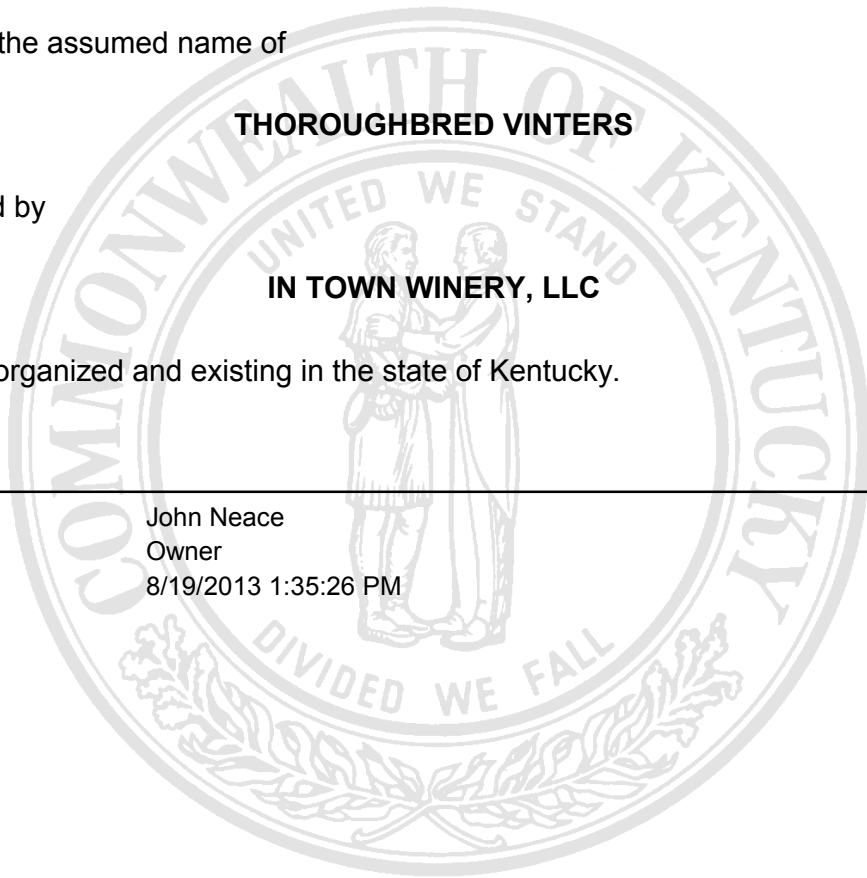 the assumed name of
THOROUGHBRED VINTERS
d by
IN TOWN WINERY, LLC
organized and existing in the state of Kentucky.
John Neace
Owner
8/19/2013 1:35:26 PM
COMMONWEALTH OF KENTUCKY
UNITED WE STAND
DIVIDED WE FALL